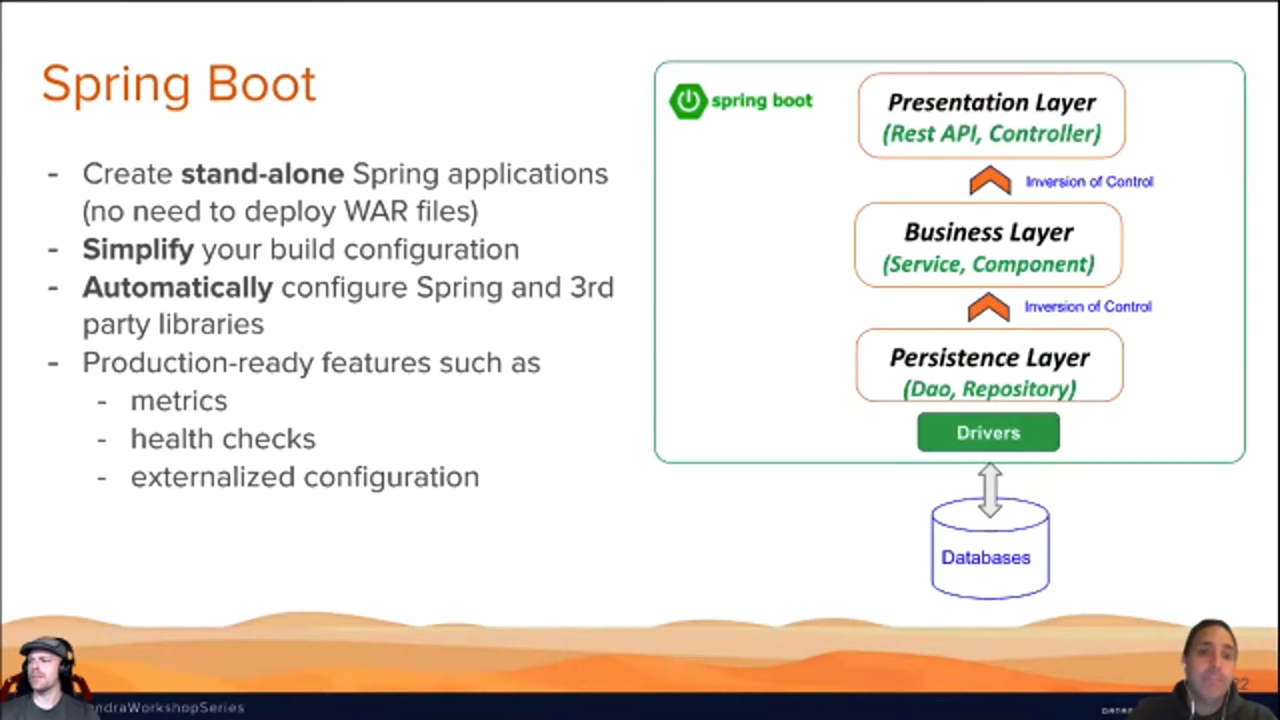 Spring Boot
- Create stand-alone Spring applications
(no need to deploy WAR files)
- Simplify your build configuration
- Automatically configure Spring and 3rd
party libraries
- Production-ready features such as
- metrics
- health checks
- externalized configuration
spring boot
Presentation Layer
(Rest API, Controller)
Inversion of Control
Business Layer
(Service, Component)
Inversion of Control
Persistence Layer
(Dao, Repository)
Drivers
Databases
endraWorkshopSeries